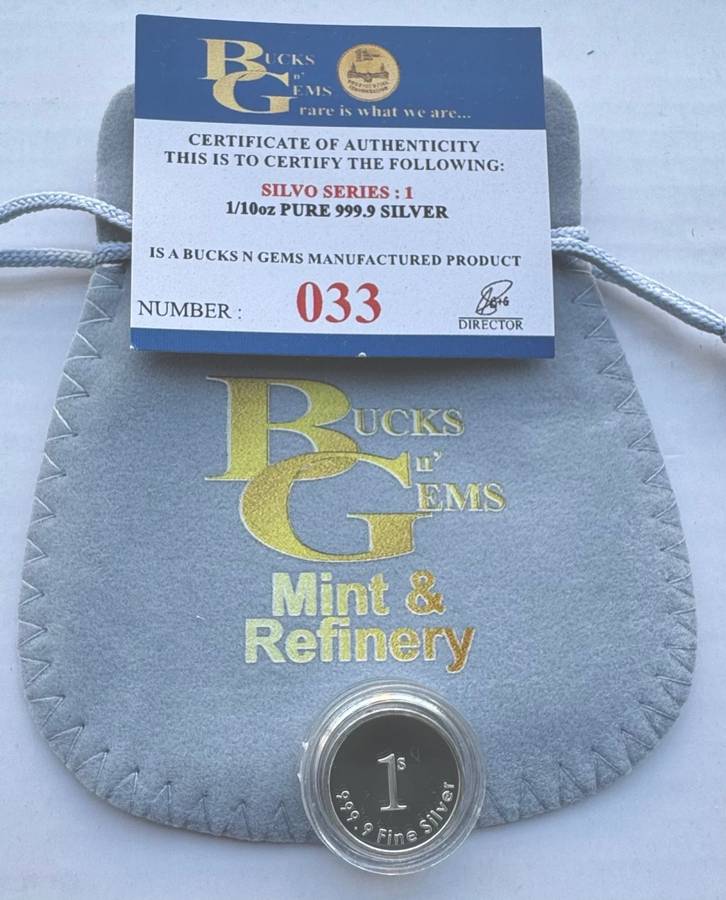 BUCKS
n'
GEMS
rare is what we are...
CERTIFICATE OF AUTHENTICITY
THIS IS TO CERTIFY THE FOLLOWING:
SILVO SERIES : 1
1/10oz PURE 999.9 SILVER
IS A BUCKS N GEMS MANUFACTURED PRODUCT
NUMBER : 033
DIRECTOR
BUCKS
n'
GEMS
Mint &
Refinery
1s
999.9 Fine Silver